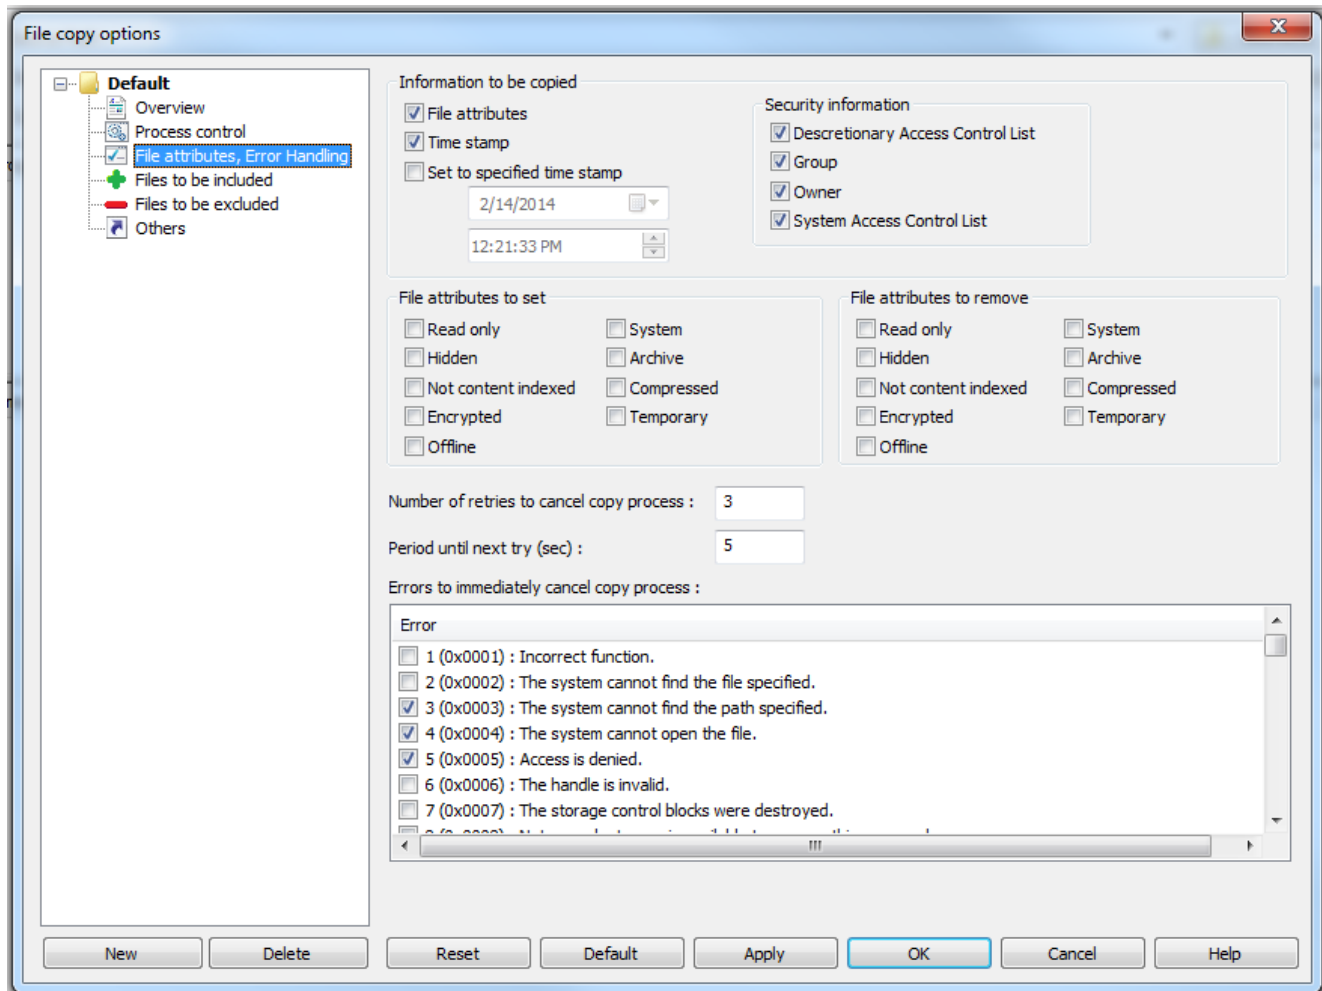 File copy options
Default
Overview
Process control
File attributes, Error Handling
Files to be included
Files to be excluded
Others
Information to be copied
File attributes
Time stamp
Set to specified time stamp
2/14/2014
12:21:33 PM
Security information
Descretionary Access Control List
Group
Owner
System Access Control List
File attributes to set
Read only
System
Hidden
Archive
Not content indexed
Compressed
Encrypted
Temporary
Offline
File attributes to remove
Read only
System
Hidden
Archive
Not content indexed
Compressed
Encrypted
Temporary
Offline
Number of retries to cancel copy process : 3
Period until next try (sec) : 5
Errors to immediately cancel copy process :
Error
1 (0x0001) : Incorrect function.
2 (0x0002) : The system cannot find the file specified.
3 (0x0003) : The system cannot find the path specified.
4 (0x0004) : The system cannot open the file.
5 (0x0005) : Access is denied.
6 (0x0006) : The handle is invalid.
7 (0x0007) : The storage control blocks were destroyed.
New Delete Reset Default Apply OK Cancel Help